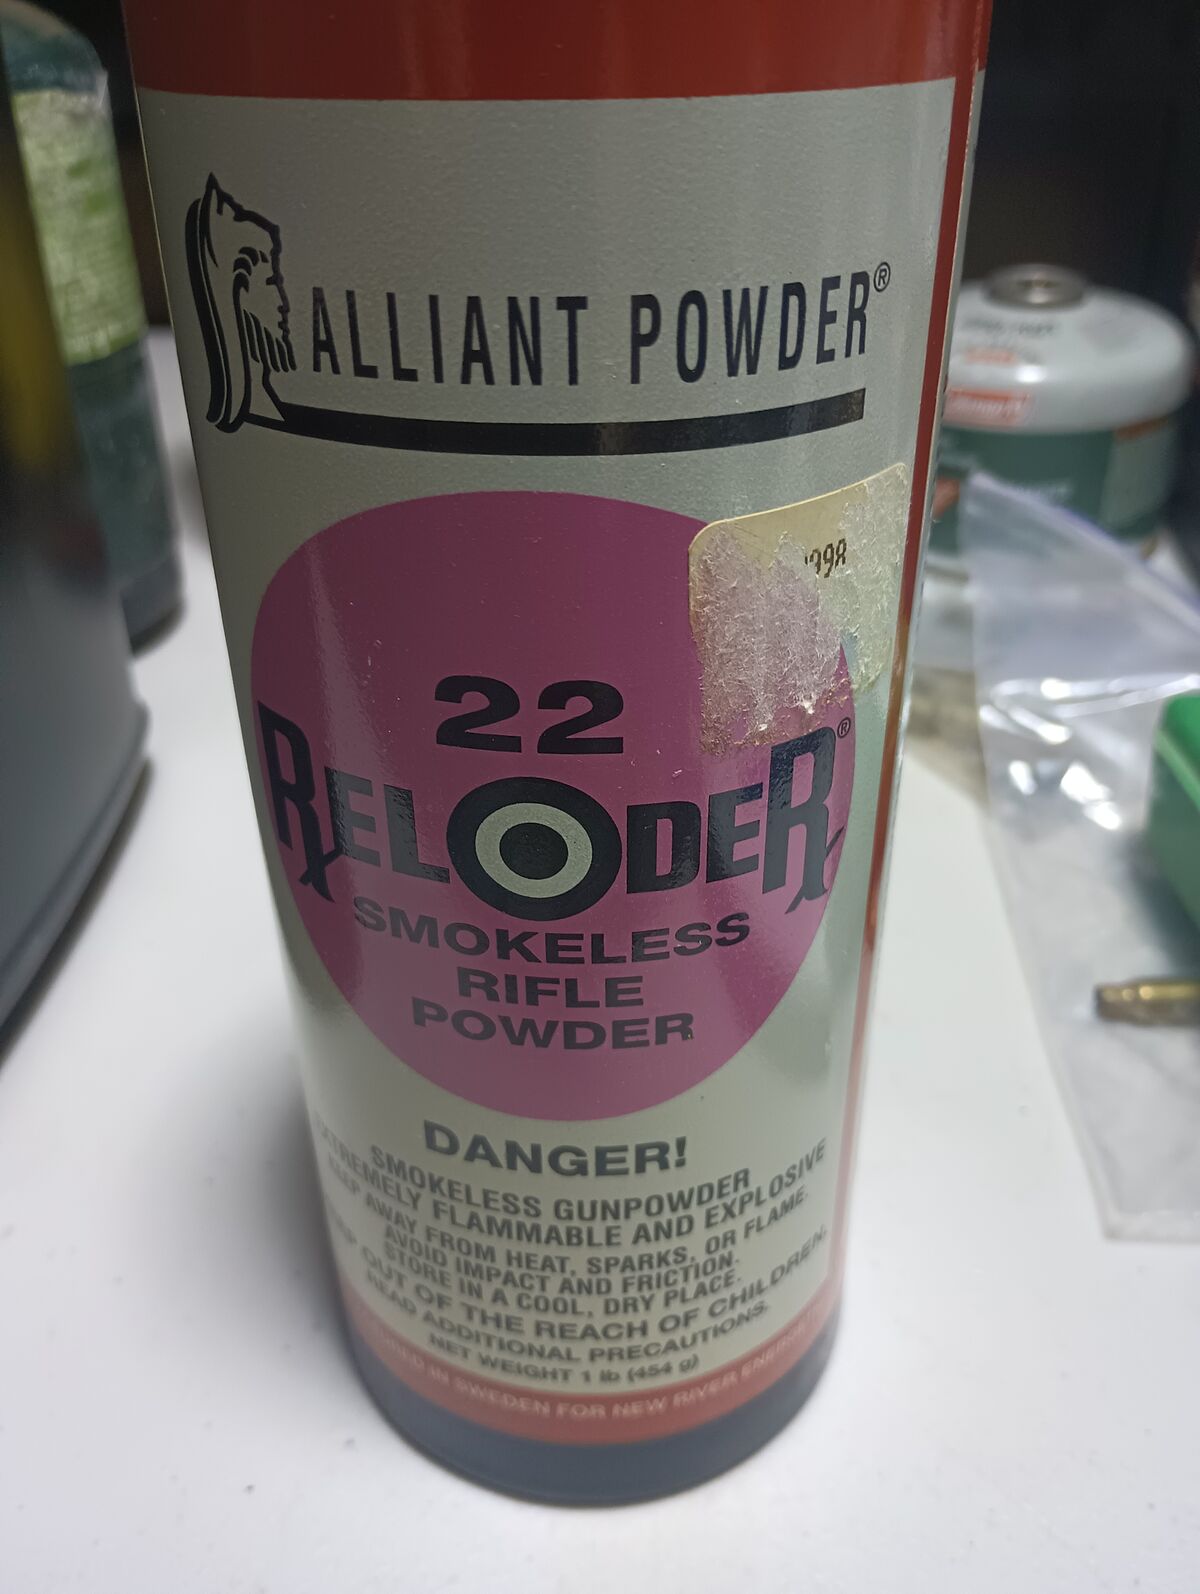 ALLIANT POWDER®
998
22
RELODER®
SMOKELESS
RIFLE
POWDER
DANGER!
SMOKELESS GUNPOWDER
EXTREMELY FLAMMABLE AND EXPLOSIVE
KEEP AWAY FROM HEAT, SPARKS, OR FLAME.
AVOID IMPACT AND FRICTION.
STORE IN A COOL, DRY PLACE.
KEEP OUT OF THE REACH OF CHILDREN.
READ ADDITIONAL PRECAUTIONS.
NET WEIGHT 1 lb (454 g)
IN SWEDEN FOR NEW RIVER